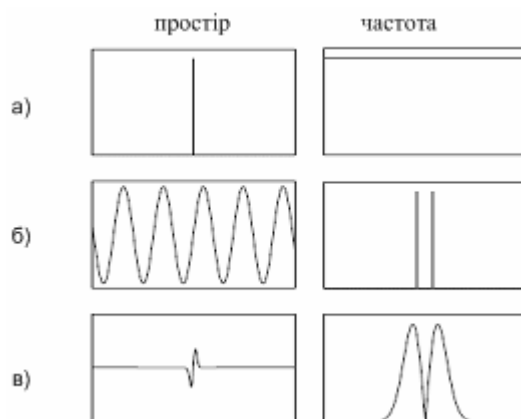 простір частота
а)
б)
в)